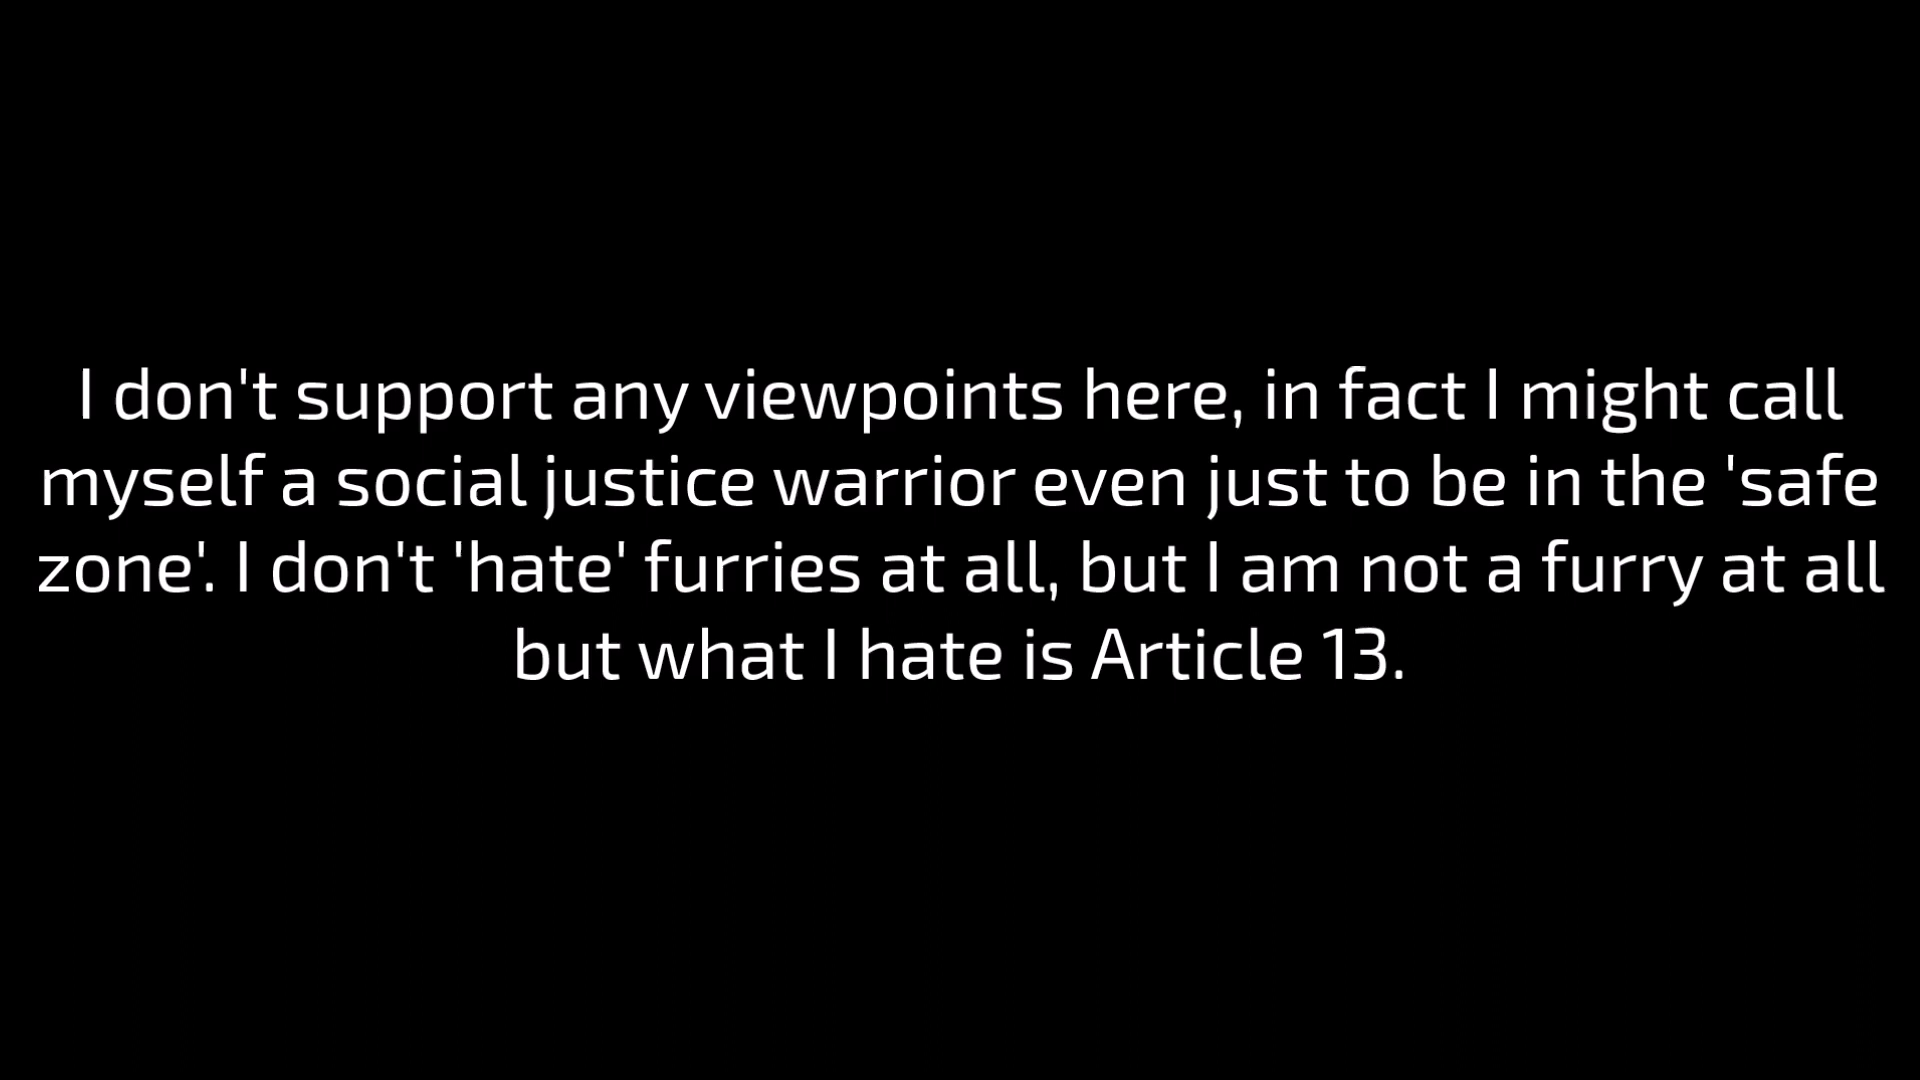 I don't support any viewpoints here, in fact I might call
myself a social justice warrior even just to be in the 'safe
zone'. I don't 'hate' furries at all, but I am not a furry at all
but what I hate is Article 13.